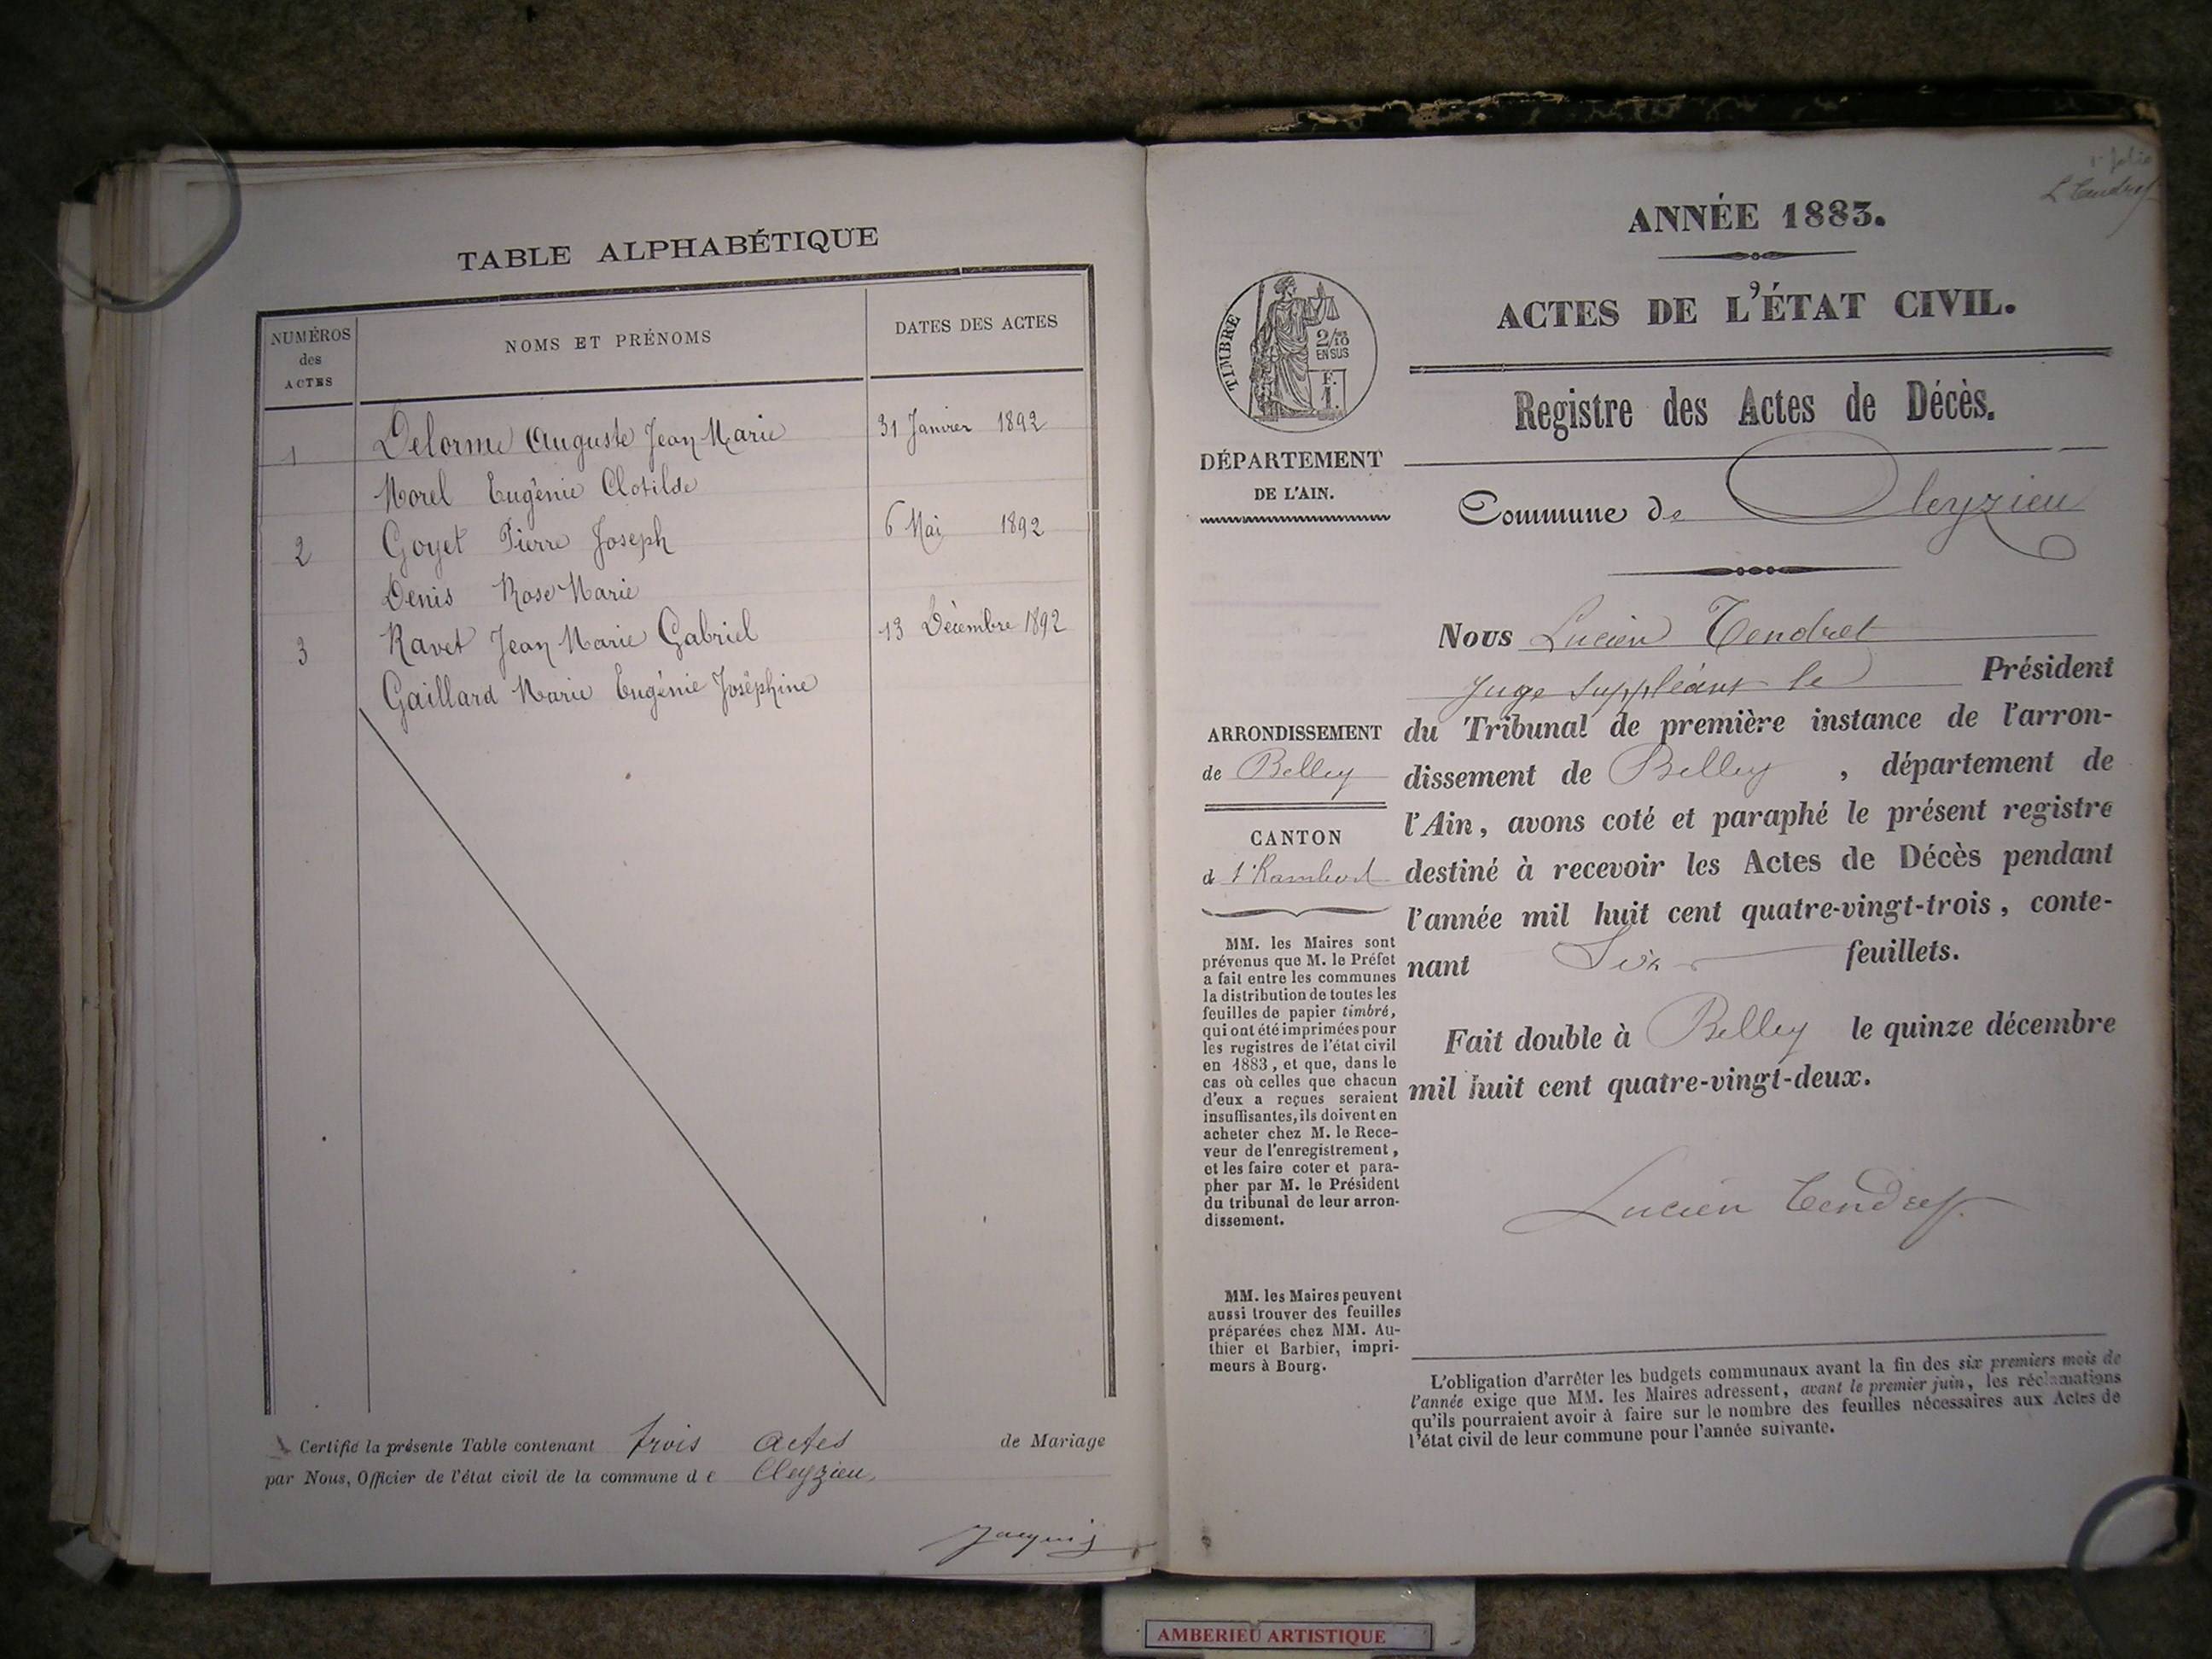 TABLE ALPHABÉTIQUE
NUMÉROS
des
ACTES
NOMS ET PRÉNOMS
DATES DES ACTES
1 Delorme Auguste Jean Marie 31 Janvier 1892
Morel Eugénie Clotilde
2 Goyet Pierre Joseph 6 Mai 1892
Denis Rose Marie
3 Ravet Jean Marie Gabriel 13 Décembre 1892
Gaillard Marie Eugénie Joséphine
Certifié la présente Table contenant trois actes de Mariage
par Nous, Officier de l'état civil de la commune de Cleyzieu
1er folio
L Tendret
ANNÉE 1883.
ACTES DE L'ÉTAT CIVIL.
Registre des Actes de Décès.
Commune de Cleyzieu
TIMBRE
2/10
EN SUS
F.
1.
DÉPARTEMENT
DE L'AIN.
ARRONDISSEMENT
de Belley
CANTON
d St Rambert
MM. les Maires sont
prévenus que M. le Préfet
a fait entre les communes
la distribution de toutes les
feuilles de papier timbré,
qui ont été imprimées pour
les registres de l'état civil
en 1883, et que, dans le
cas où celles que chacun
d'eux a reçues seraient
insuffisantes, ils doivent en
acheter chez M. le Rece-
veur de l'enregistrement,
et les faire coter et para-
pher par M. le Président
du tribunal de leur arron-
dissement.
MM. les Maires peuvent
aussi trouver des feuilles
préparées chez MM. Au-
thier et Barbier, impri-
meurs à Bourg.
Nous Lucien Tendret
Juge Suppléant le Président
du Tribunal de première instance de l'arron-
dissement de Belley, département de
l'Ain, avons coté et paraphé le présent registre
destiné à recevoir les Actes de Décès pendant
l'année mil huit cent quatre-vingt-trois, conte-
nant Six feuillets.
Fait double à Belley le quinze décembre
mil huit cent quatre-vingt-deux.
Lucien Tendret
L'obligation d'arrêter les budgets communaux avant la fin des six premiers mois de
l'année exige que MM. les Maires adressent, avant le premier juin, les réclamations
qu'ils pourraient avoir à faire sur le nombre des feuilles nécessaires aux Actes de
l'état civil de leur commune pour l'année suivante.
AMBERIEU ARTISTIQUE